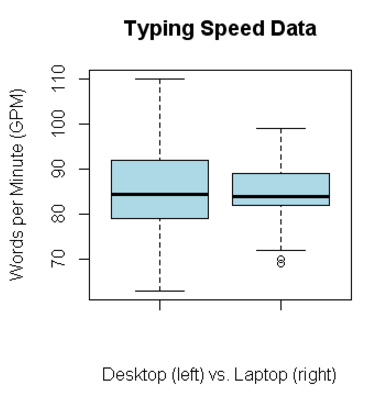 Typing Speed Data
Words per Minute (GPM)
110
100
90
80
70
Desktop (left) vs. Laptop (right)